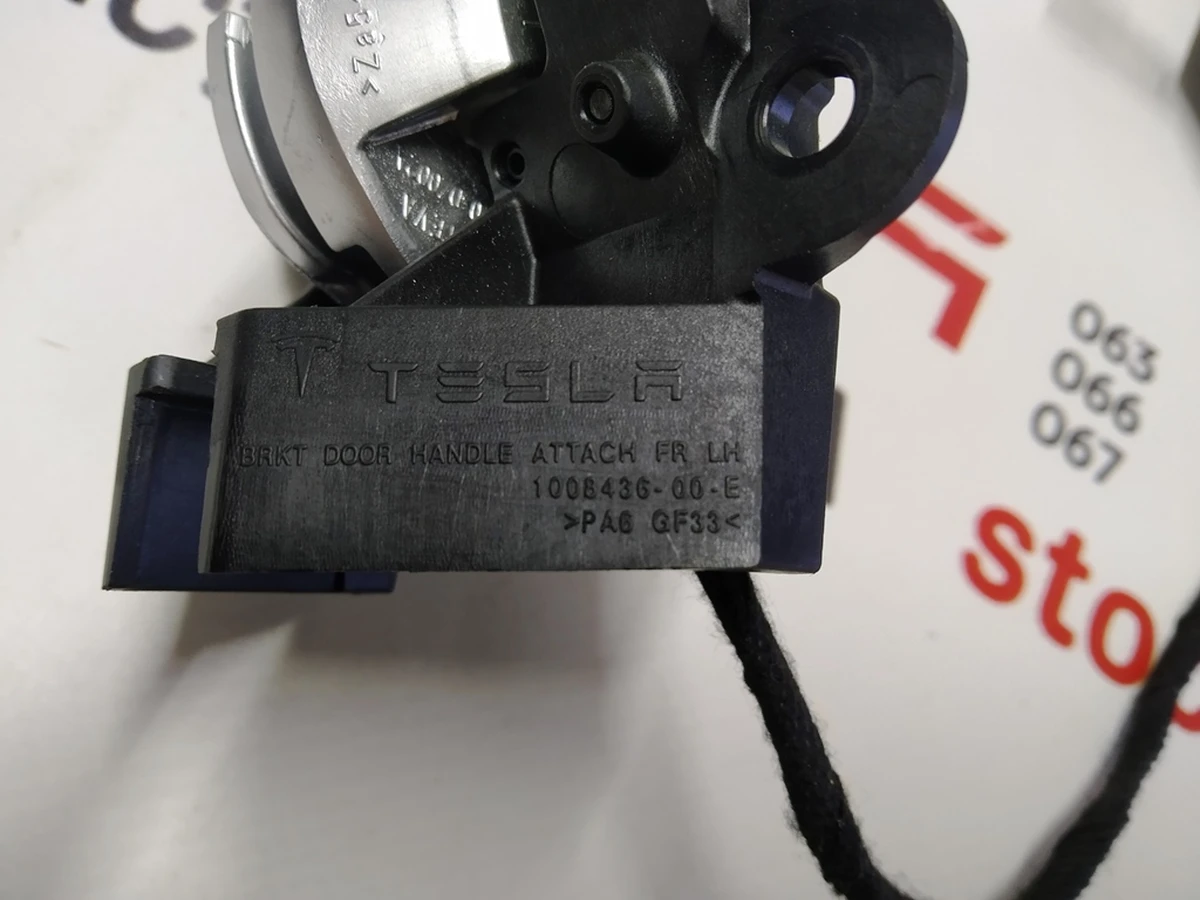 TESLA
BRKT DOOR HANDLE ATTACH FR LH
1008436-00-E
>PA6 GF33<
063
066
067
sto